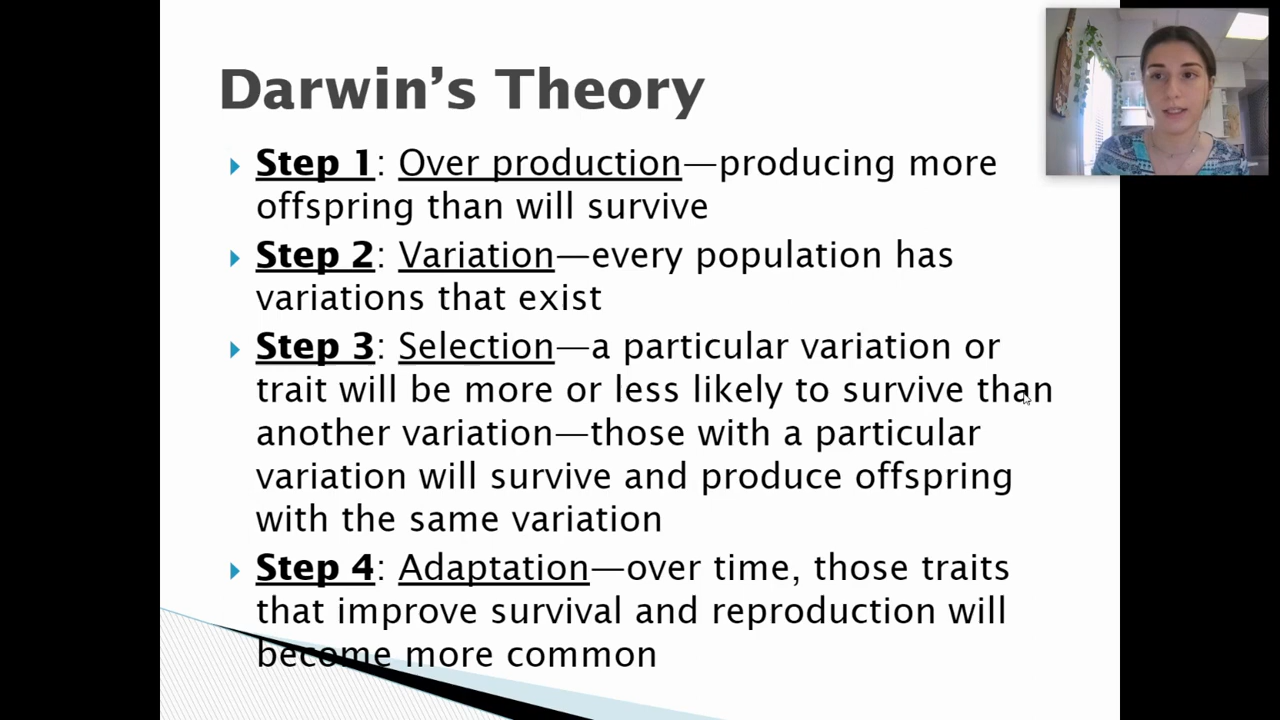 Darwin's Theory
Step 1: Over production—producing more
offspring than will survive
Step 2: Variation—every population has
variations that exist
Step 3: Selection—a particular variation or
trait will be more or less likely to survive than
another variation—those with a particular
variation will survive and produce offspring
with the same variation
Step 4: Adaptation—over time, those traits
that improve survival and reproduction will
become more common